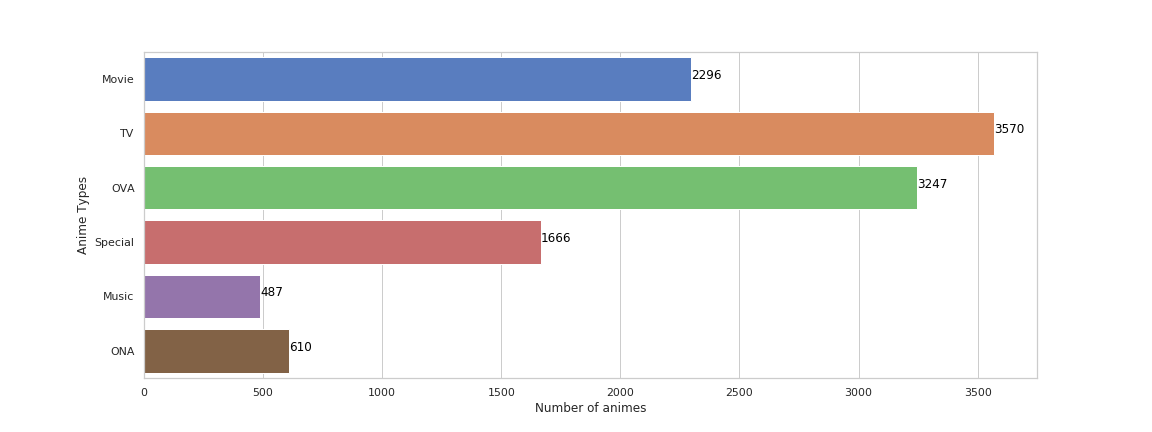 Movie 2296
TV 3570
OVA 3247
Special 1666
Music 487
ONA 610
Anime Types
0 500 1000 1500 2000 2500 3000 3500
Number of animes